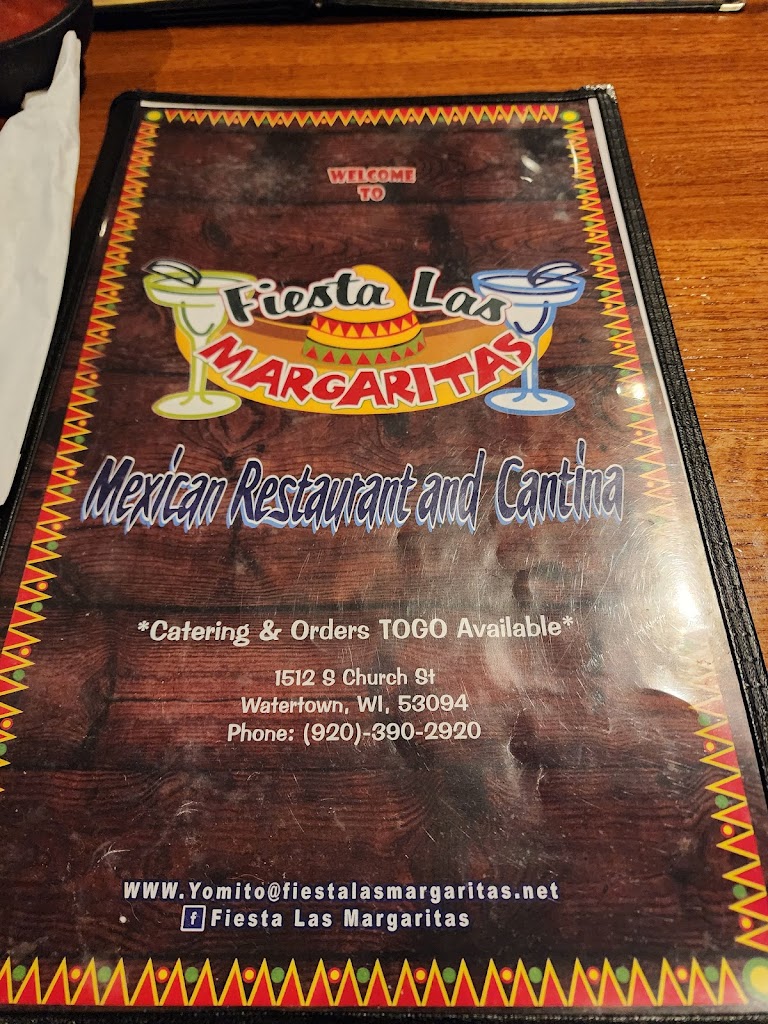 WELCOME
TO
Fiesta Las
MARGARITAS
Mexican Restaurant and Cantina
*Catering & Orders TOGO Available*
1512 S Church St
Watertown, WI, 53094
Phone: (920)-390-2920
WWW.Yomito@fiestalasmargaritas.net
f Fiesta Las Margaritas